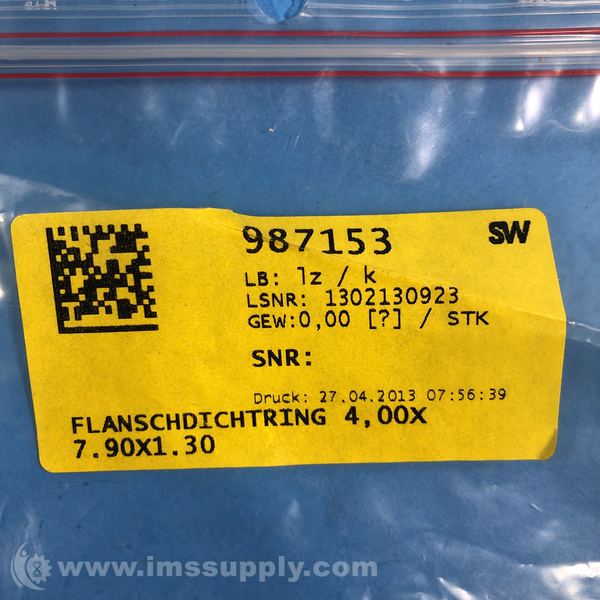 987153
SW
LB: lz / k
LSNR: 1302130923
GEW:0,00 [?] / STK
SNR:
Druck: 27.04.2013 07:56:39
FLANSCHDICHTRING 4,00X
7.90X1.30
www.imssupply.com